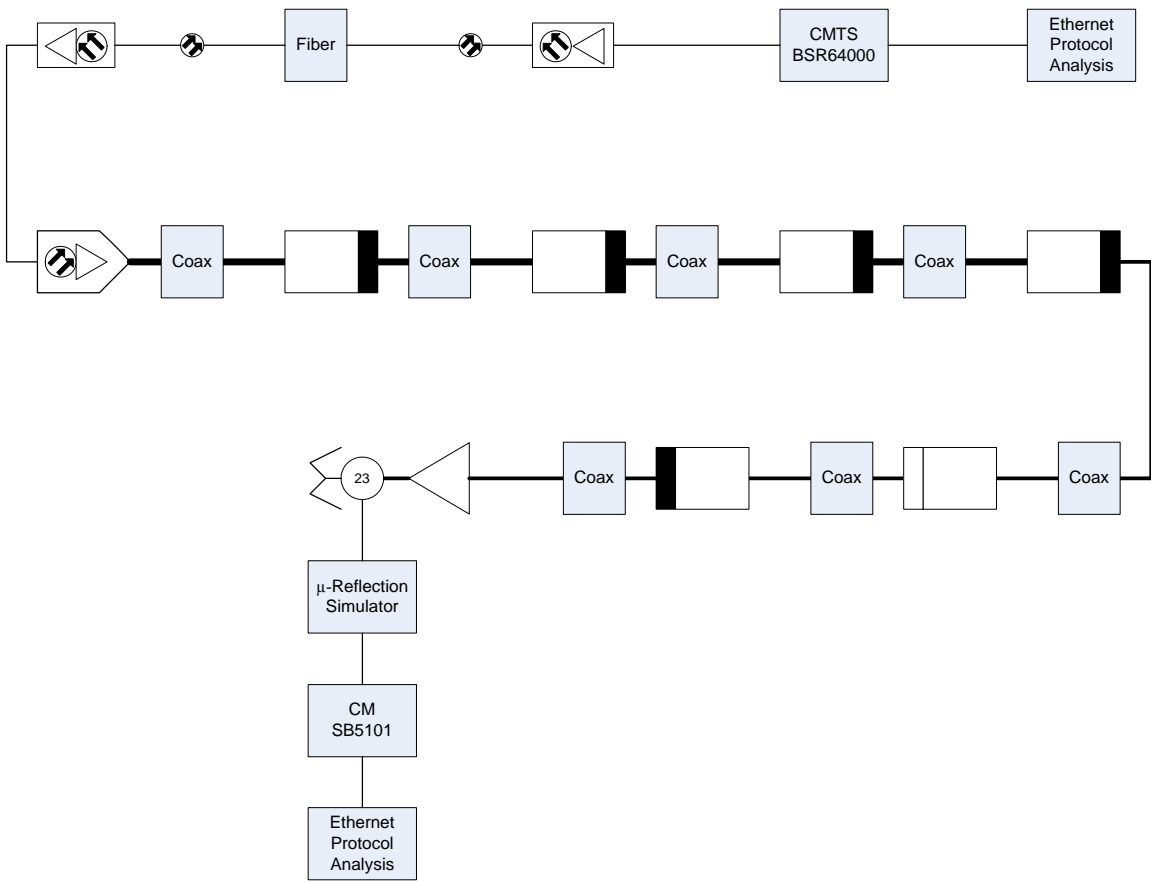 Fiber
CMTS
BSR64000
Ethernet
Protocol
Analysis
Coax
Coax
Coax
Coax
23
Coax
Coax
Coax
μ-Reflection
Simulator
CM
SB5101
Ethernet
Protocol
Analysis